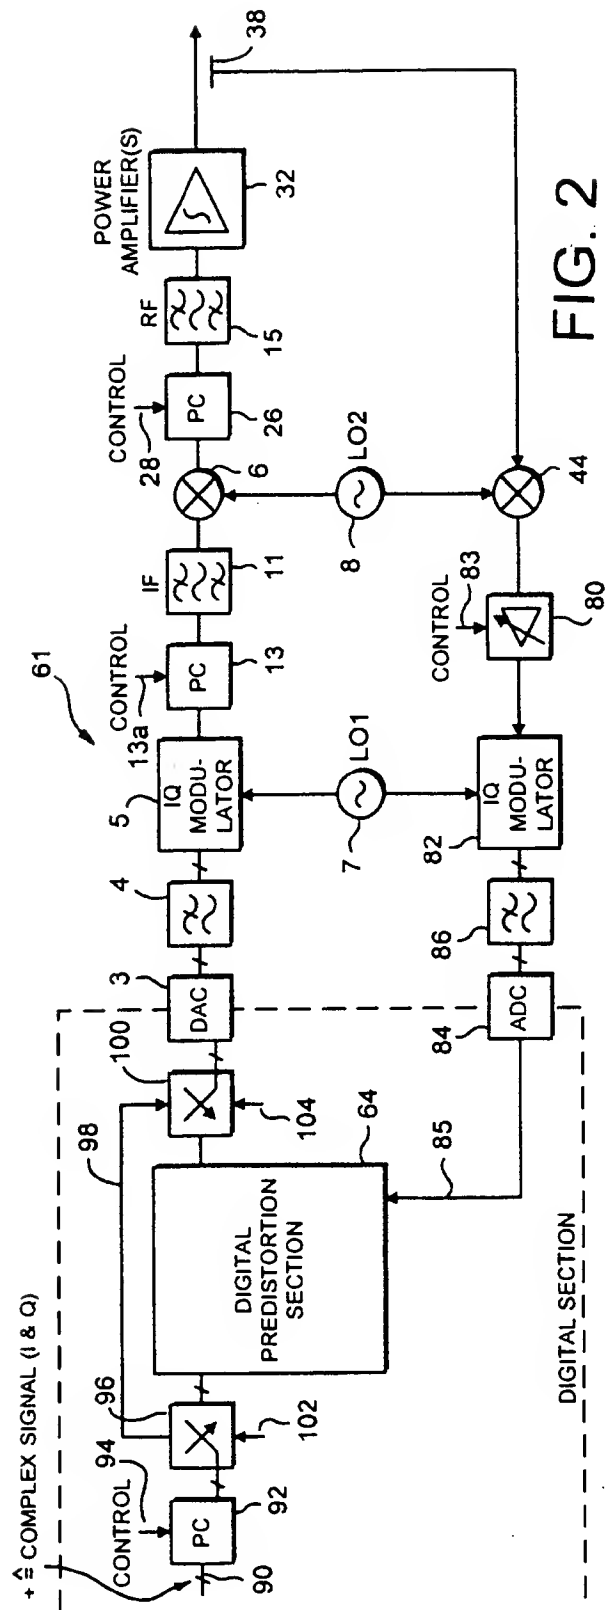 + ≙ COMPLEX SIGNAL (I & Q)
CONTROL
94
96
98
100
3
4
5
61
CONTROL
13a
IF
CONTROL
28
RF
POWER
AMPLIFIER(S)
38
90
PC
92
102
DIGITAL
PREDISTORTION
SECTION
104
64
DAC
IQ
MODU-
LATOR
PC
13
11
6
PC
26
15
32
7
LO1
8
LO2
85
DIGITAL SECTION
84
ADC
86
82
IQ
MODU-
LATOR
CONTROL
83
80
44
FIG. 2